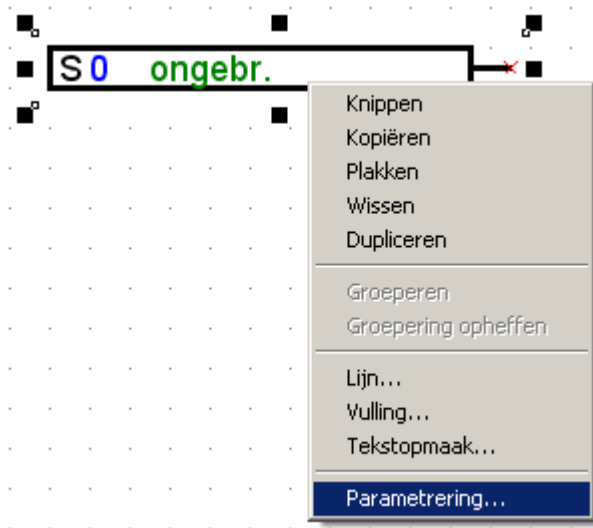 S 0 ongebr.
Knippen
Kopiëren
Plakken
Wissen
Dupliceren
Groeperen
Groepering opheffen
Lijn...
Vulling...
Tekstopmaak...
Parametrering...